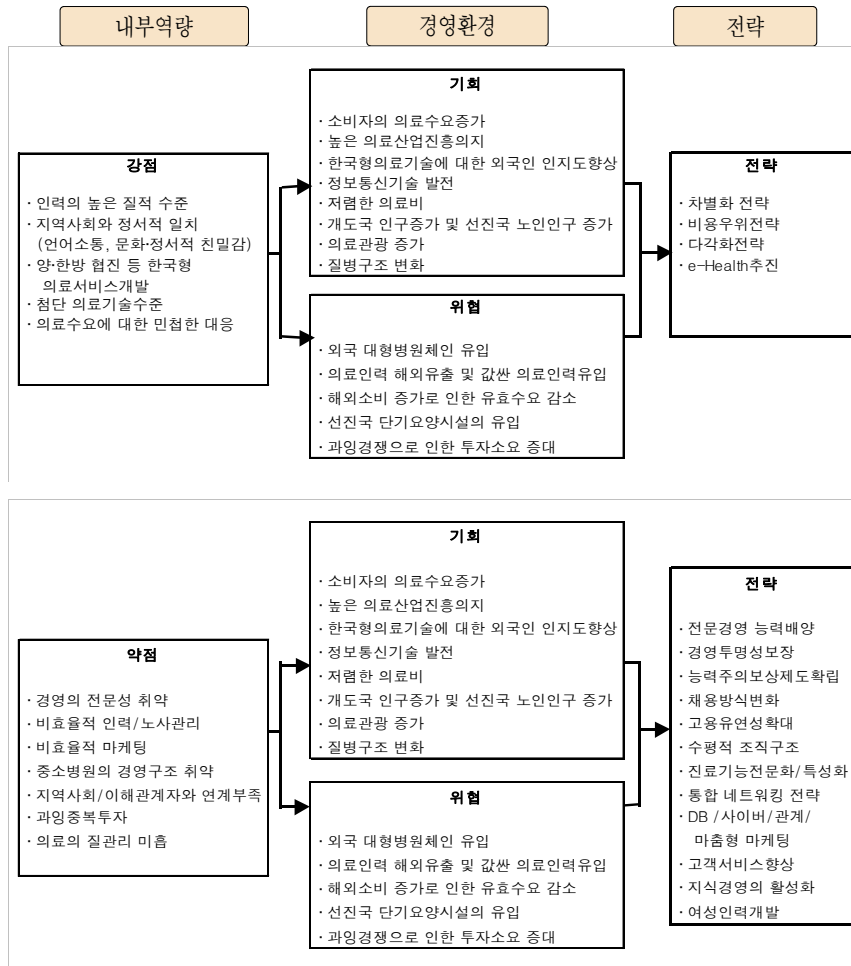 내부역량
경영환경
전략
강점
· 인력의 높은 질적 수준
· 지역사회와 정서적 일치
(언어소통, 문화·정서적 친밀감)
· 양·한방 협진 등 한국형
의료서비스개발
· 첨단 의료기술수준
· 의료수요에 대한 민첩한 대응
기회
· 소비자의 의료수요증가
· 높은 의료산업진흥의지
· 한국형의료기술에 대한 외국인 인지도향상
· 정보통신기술 발전
· 저렴한 의료비
· 개도국 인구증가 및 선진국 노인인구 증가
· 의료관광 증가
· 질병구조 변화
위협
· 외국 대형병원체인 유입
· 의료인력 해외유출 및 값싼 의료인력유입
· 해외소비 증가로 인한 유효수요 감소
· 선진국 단기요양시설의 유입
· 과잉경쟁으로 인한 투자소요 증대
전략
· 차별화 전략
· 비용우위전략
· 다각화전략
· e-Health추진
약점
· 경영의 전문성 취약
· 비효율적 인력/노사관리
· 비효율적 마케팅
· 중소병원의 경영구조 취약
· 지역사회/이해관계자와 연계부족
· 과잉중복투자
· 의료의 질관리 미흡
기회
· 소비자의 의료수요증가
· 높은 의료산업진흥의지
· 한국형의료기술에 대한 외국인 인지도향상
· 정보통신기술 발전
· 저렴한 의료비
· 개도국 인구증가 및 선진국 노인인구 증가
· 의료관광 증가
· 질병구조 변화
위협
· 외국 대형병원체인 유입
· 의료인력 해외유출 및 값싼 의료인력유입
· 해외소비 증가로 인한 유효수요 감소
· 선진국 단기요양시설의 유입
· 과잉경쟁으로 인한 투자소요 증대
전략
· 전문경영 능력배양
· 경영투명성보장
· 능력주의보상제도확립
· 채용방식변화
· 고용유연성확대
· 수평적 조직구조
· 진료기능전문화/특성화
· 통합 네트워킹 전략
· DB /사이버/관계/
마춤형 마케팅
· 고객서비스향상
· 지식경영의 활성화
· 여성인력개발